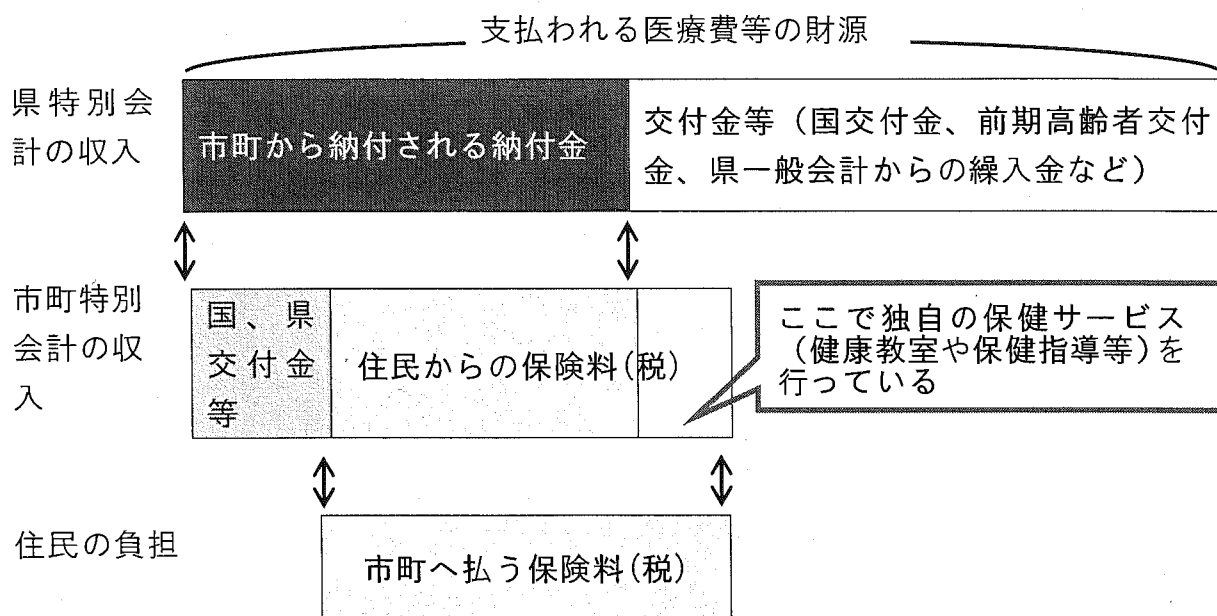 支払われる医療費等の財源
県特別会
計の収入
市町から納付される納付金
交付金等（国交付金、前期高齢者交付
金、県一般会計からの繰入金など）
市町特別
会計の収
入
国、県
交付金
等
住民からの保険料(税)
ここで独自の保健サービス
（健康教室や保健指導等）を
行っている
住民の負担
市町へ払う保険料(税)